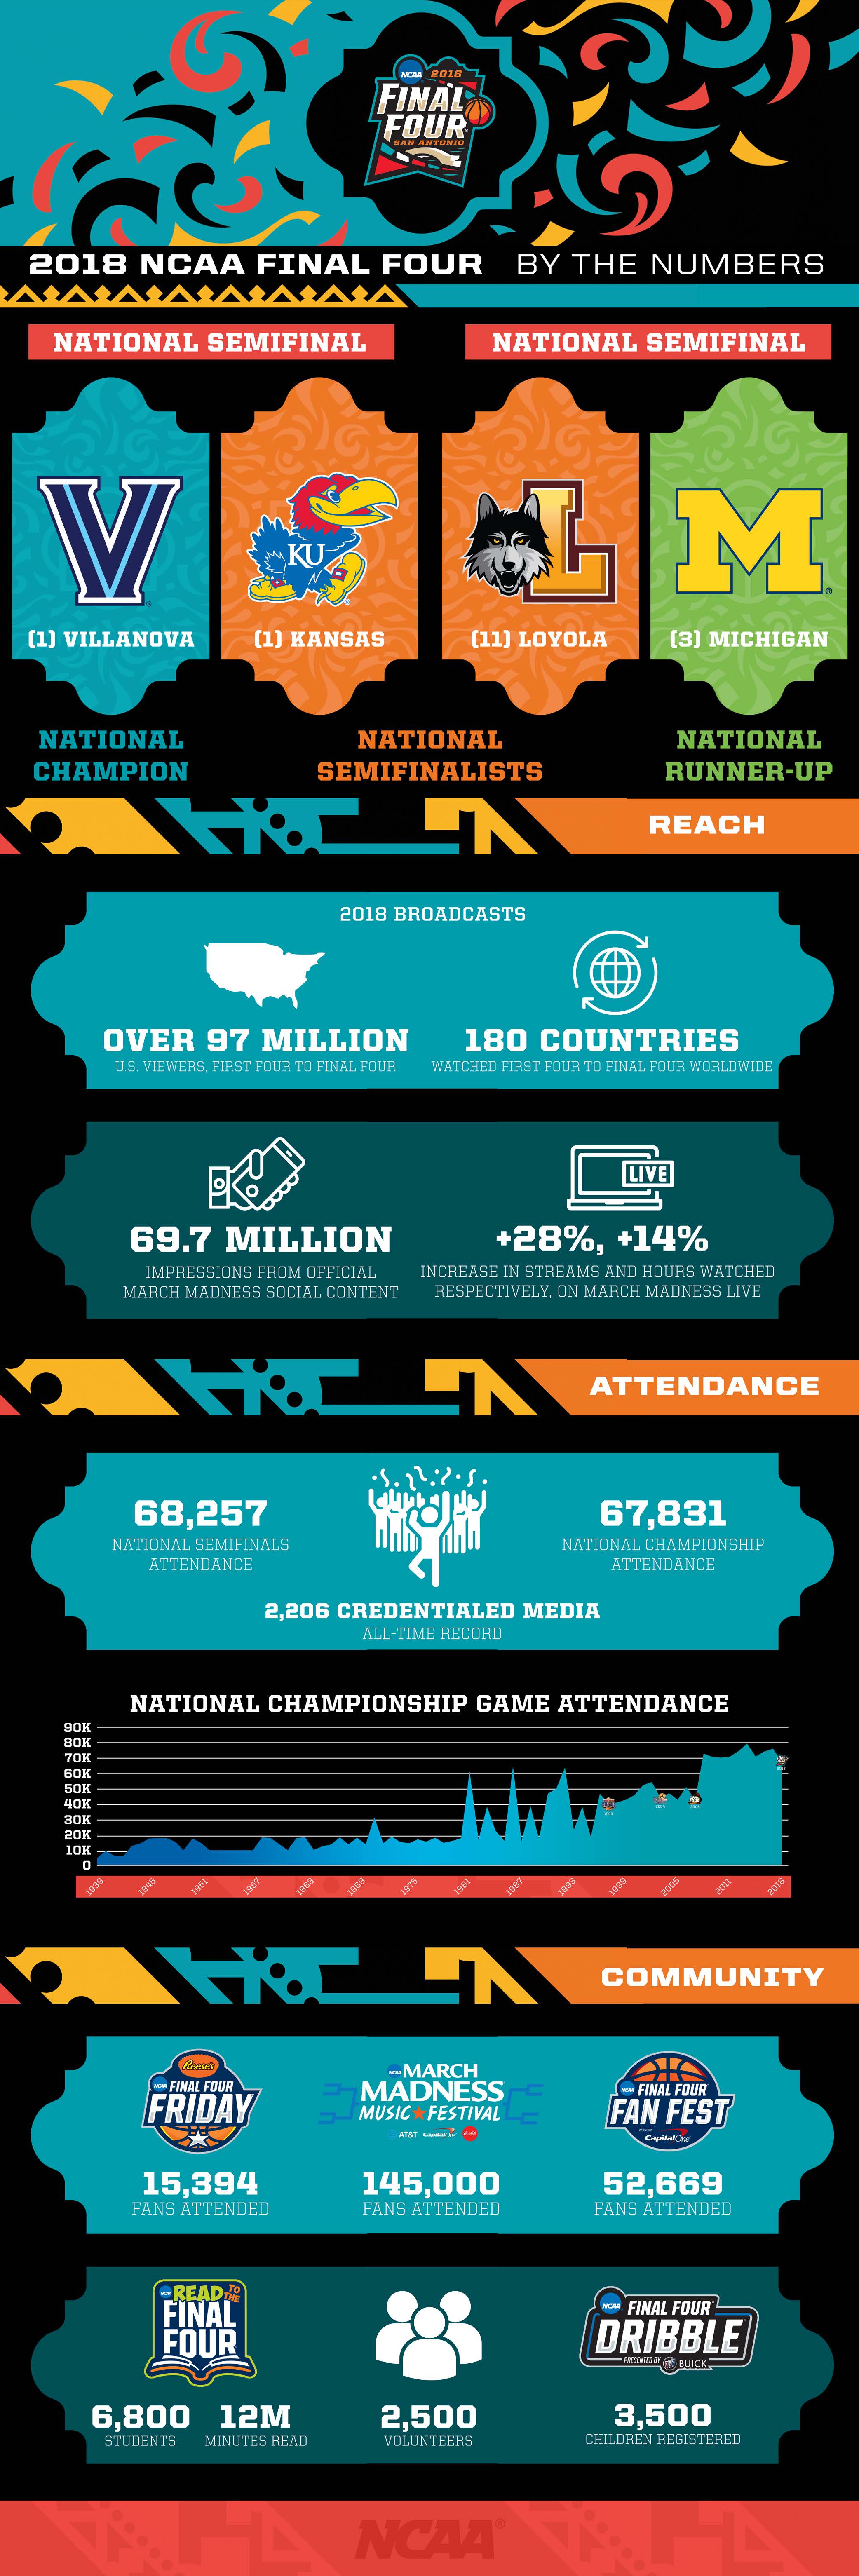 NCAA 2018
FINAL
FOUR
SAN ANTONIO
2018 NCAA FINAL FOUR BY THE NUMBERS
NATIONAL SEMIFINAL
NATIONAL SEMIFINAL
V
KU
L
M
(1) VILLANOVA
(1) KANSAS
(11) LOYOLA
(3) MICHIGAN
NATIONAL
CHAMPION
NATIONAL
SEMIFINALISTS
NATIONAL
RUNNER-UP
REACH
2018 BROADCASTS
OVER 97 MILLION
U.S. VIEWERS, FIRST FOUR TO FINAL FOUR
180 COUNTRIES
WATCHED FIRST FOUR TO FINAL FOUR WORLDWIDE
69.7 MILLION
IMPRESSIONS FROM OFFICIAL
MARCH MADNESS SOCIAL CONTENT
LIVE
+28%, +14%
INCREASE IN STREAMS AND HOURS WATCHED
RESPECTIVELY, ON MARCH MADNESS LIVE
ATTENDANCE
68,257
NATIONAL SEMIFINALS
ATTENDANCE
67,831
NATIONAL CHAMPIONSHIP
ATTENDANCE
2,206 CREDENTIALED MEDIA
ALL-TIME RECORD
NATIONAL CHAMPIONSHIP GAME ATTENDANCE
90K
80K
70K
60K
50K
40K
30K
20K
10K
0
1939 1945 1951 1957 1963 1969 1975 1981 1987 1993 1999 2005 2011 2018
COMMUNITY
Reese's
NCAA FINAL FOUR
FRIDAY
15,394
FANS ATTENDED
NCAA MARCH
MADNESS
MUSIC FESTIVAL
AT&T Capital One Coca-Cola
145,000
FANS ATTENDED
NCAA FINAL FOUR
FAN FEST
Capital One
52,669
FANS ATTENDED
NCAA READ TO THE
FINAL
FOUR
6,800
STUDENTS
12M
MINUTES READ
2,500
VOLUNTEERS
NCAA FINAL FOUR
DRIBBLE
PRESENTED BY BUICK
3,500
CHILDREN REGISTERED
NCAA®